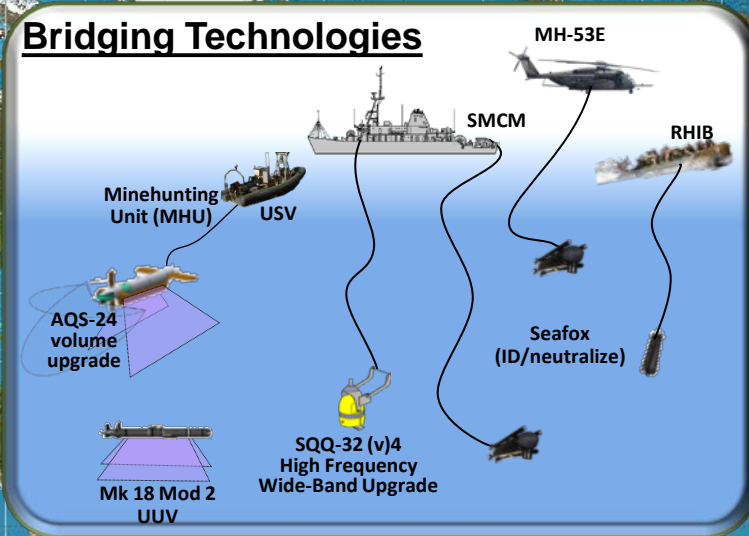 Bridging Technologies
MH-53E
SMCM
RHIB
Minehunting
Unit (MHU)
USV
AQS-24
volume
upgrade
Seafox
(ID/neutralize)
SQQ-32 (v)4
High Frequency
Wide-Band Upgrade
Mk 18 Mod 2
UUV